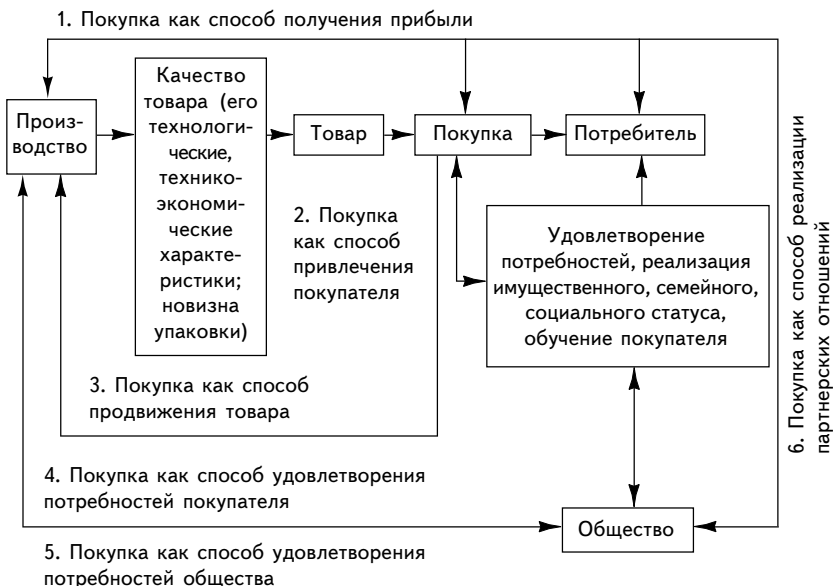 1. Покупка как способ получения прибыли
Произ-
водство
Качество
товара (его
технологи-
ческие,
технико-
экономи-
ческие
характе-
ристики;
новизна
упаковки)
Товар
Покупка
Потребитель
2. Покупка
как способ
привлечения
покупателя
Удовлетворение
потребностей, реализация
имущественного, семейного,
социального статуса,
обучение покупателя
3. Покупка как способ
продвижения товара
4. Покупка как способ удовлетворения
потребностей покупателя
Общество
5. Покупка как способ удовлетворения
потребностей общества
6. Покупка как способ реализации
партнерских отношений